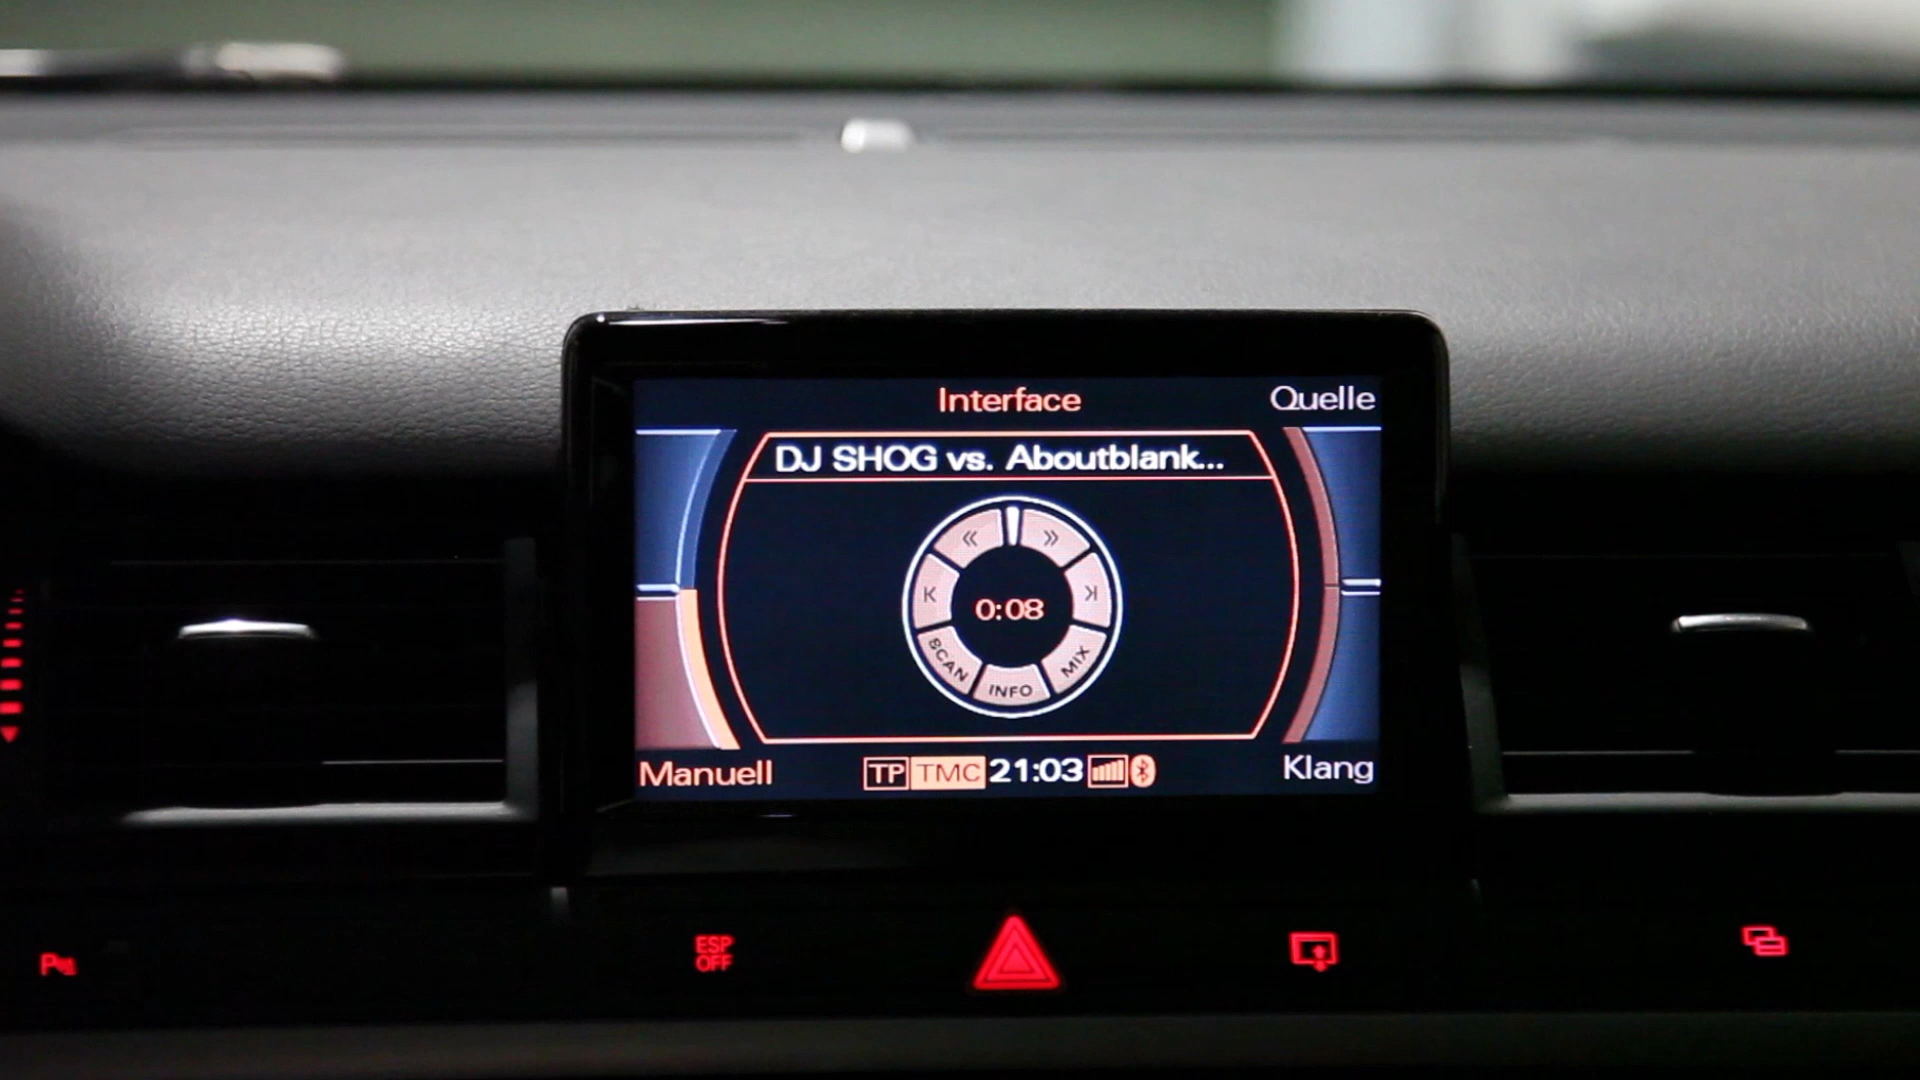 Interface
Quelle
DJ SHOG vs. Aboutblank...
0:08
SCAN
INFO
MIX
Manuell
TP TMC 21:03
Klang
P
ESP
OFF